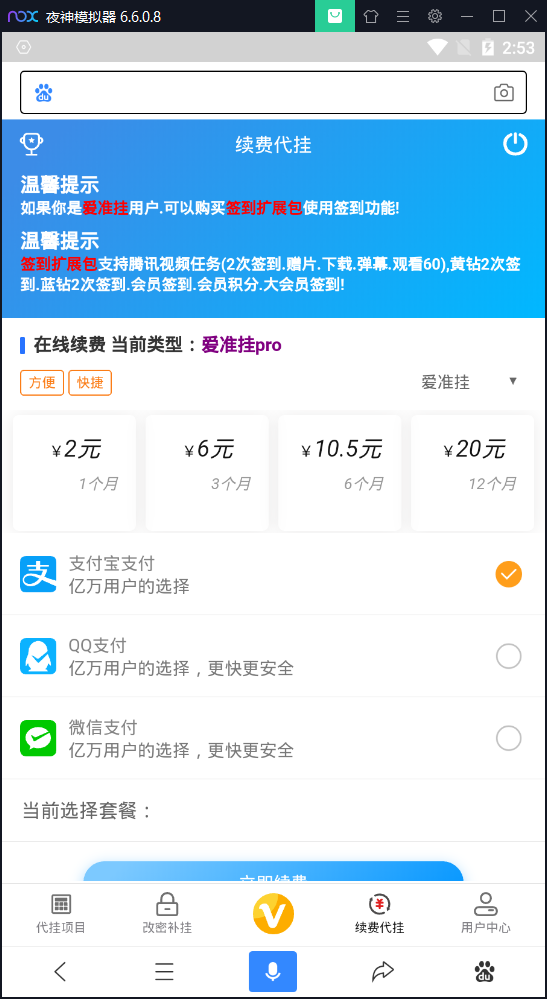 nox 夜神模拟器 6.6.0.8
2:53
du
续费代挂
温馨提示
如果你是爱准挂用户.可以购买签到扩展包使用签到功能!
温馨提示
签到扩展包支持腾讯视频任务(2次签到.赠片.下载.弹幕.观看60),黄钻2次签
到.蓝钻2次签到.会员签到.会员积分.大会员签到!
在线续费 当前类型：爱准挂pro
方便 快捷 爱准挂
¥2元 ¥6元 ¥10.5元 ¥20元
1个月 3个月 6个月 12个月
支 支付宝支付
亿万用户的选择
QQ支付
亿万用户的选择，更快更安全
微信支付
亿万用户的选择，更快更安全
当前选择套餐：
立即续费
代挂项目 改密补挂 V 续费代挂 用户中心
du